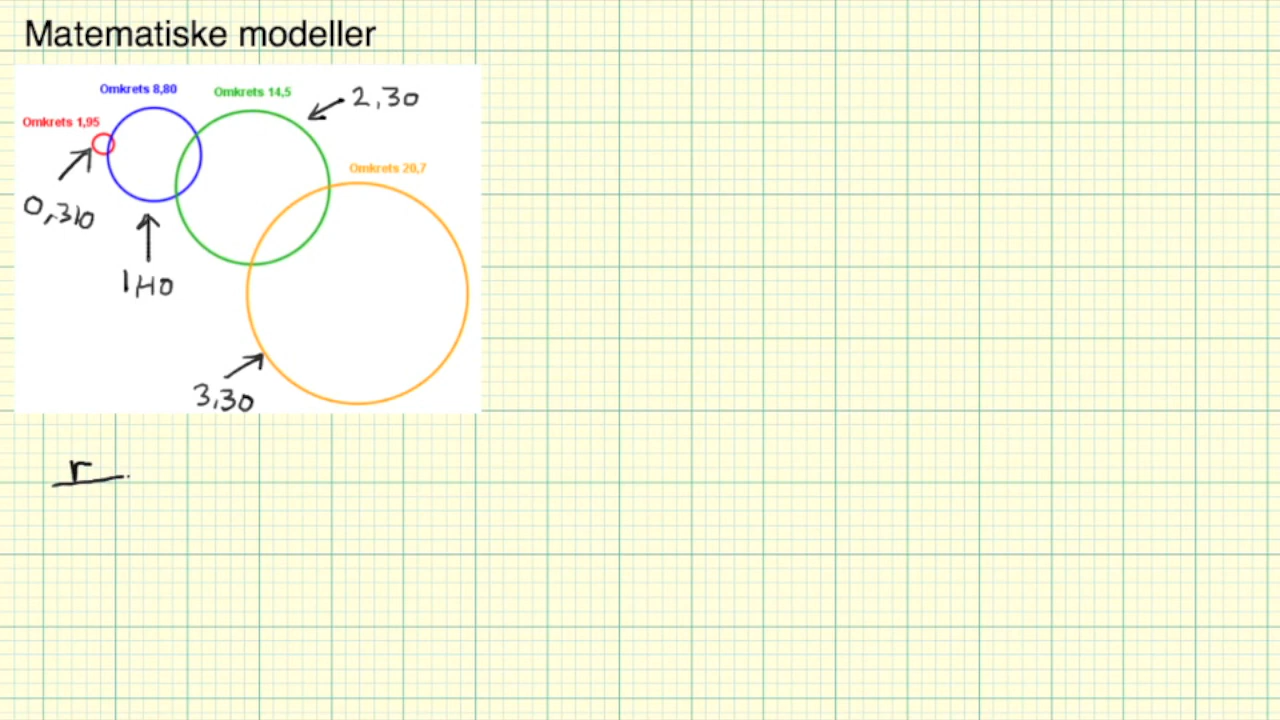 Matematiske modeller
Omkrets 8,80
Omkrets 14,5
2,30
Omkrets 1,95
Omkrets 20,7
0,310
1,40
3,30
r